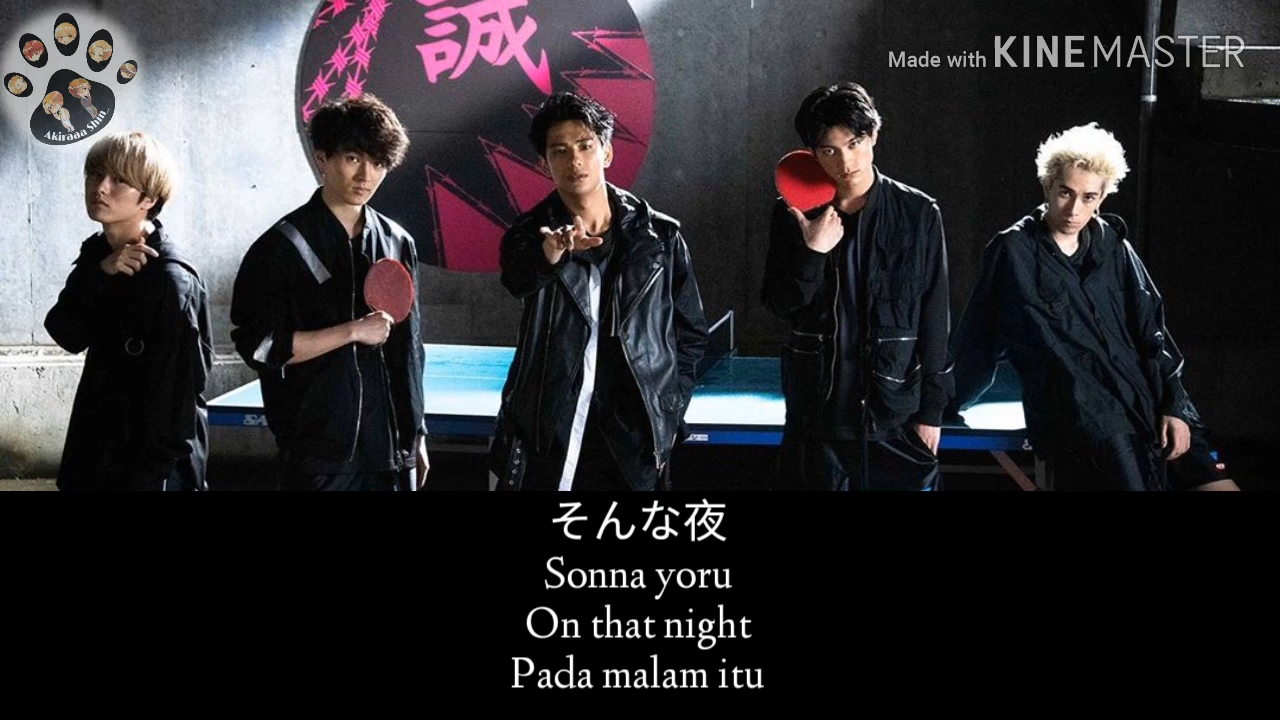 Akiraaa Shin..
Made with KINEMASTER
誠
そんな夜
Sonna yoru
On that night
Pada malam itu